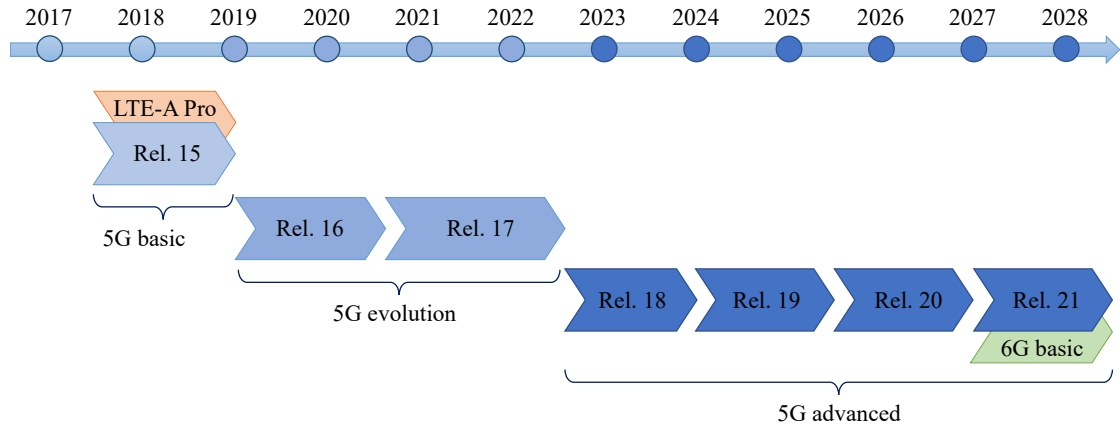 2017 2018 2019 2020 2021 2022 2023 2024 2025 2026 2027 2028
LTE-A Pro
Rel. 15
5G basic
Rel. 16 Rel. 17
5G evolution
Rel. 18 Rel. 19 Rel. 20 Rel. 21
6G basic
5G advanced